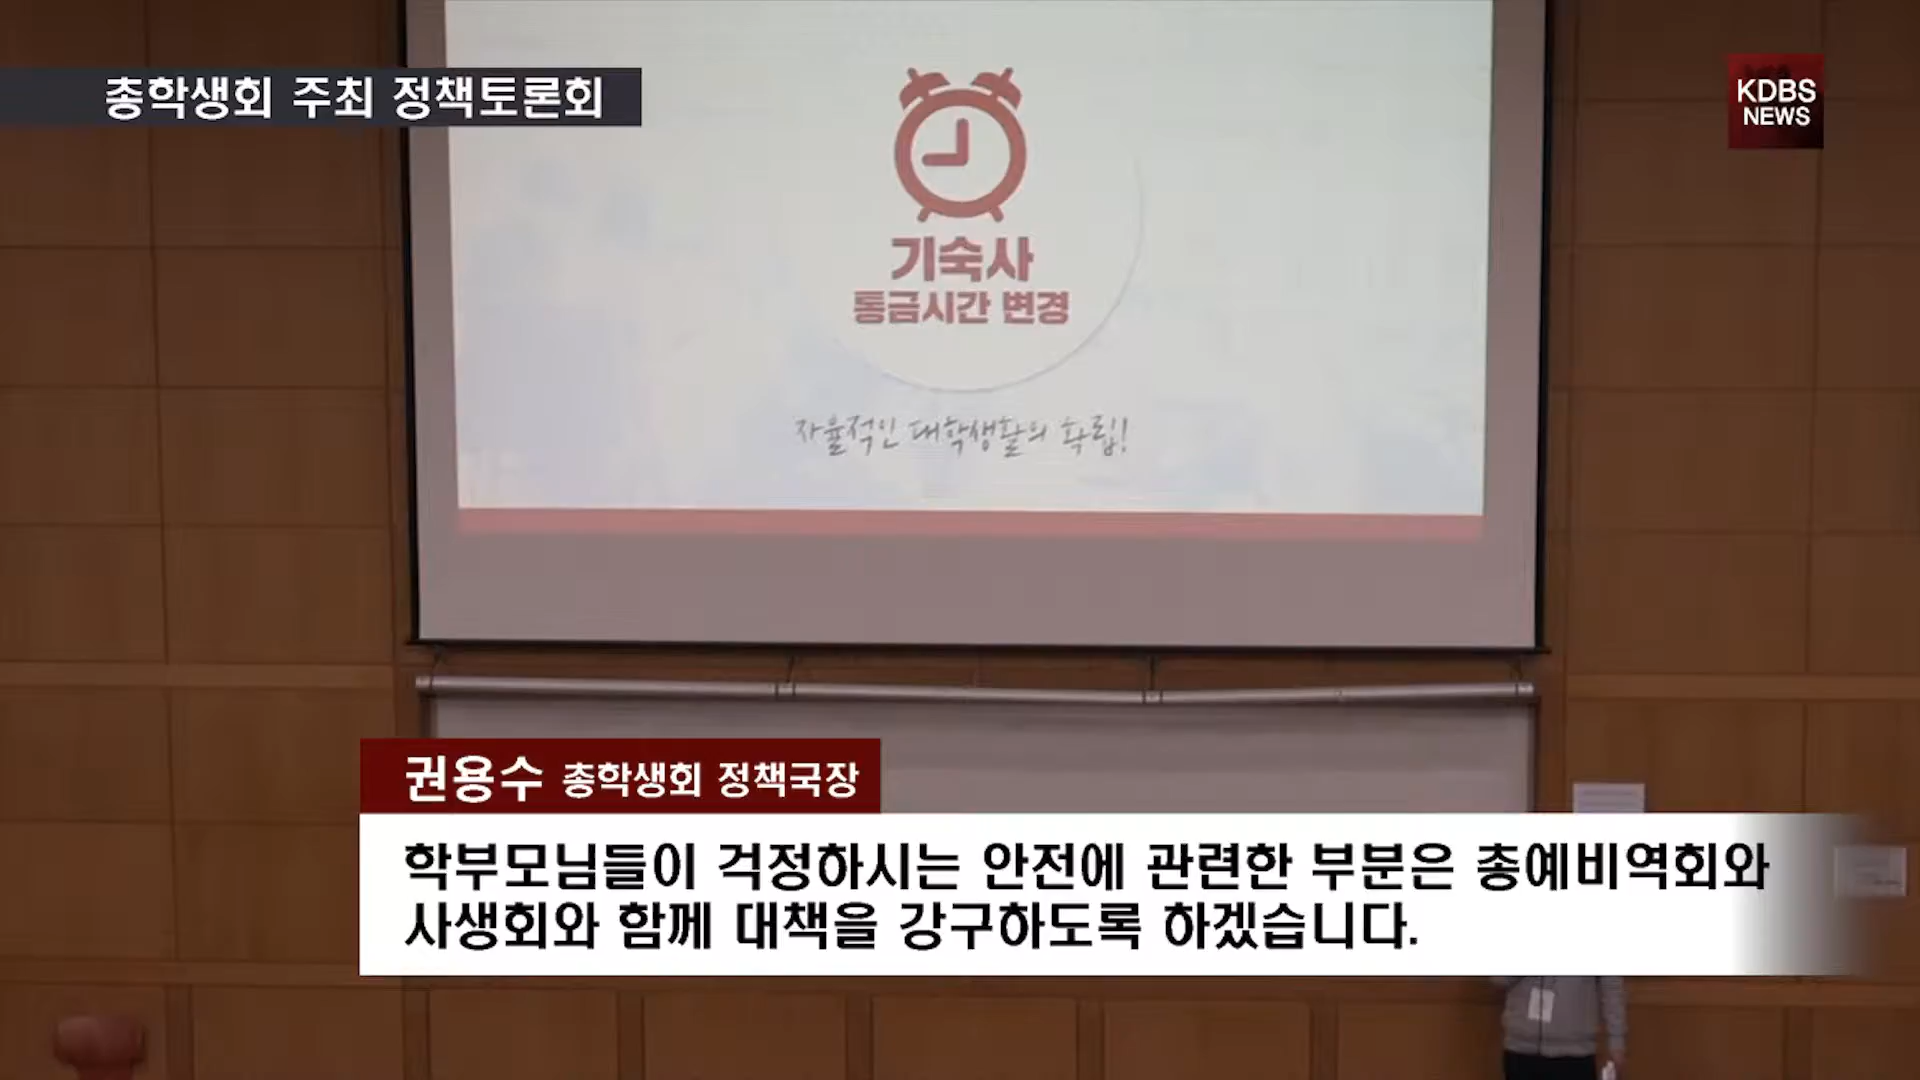 총학생회 주최 정책토론회
KDBS
NEWS
기숙사
통금시간 변경
자율적인 대학생활의 확립!
권용수 총학생회 정책국장
학부모님들이 걱정하시는 안전에 관련한 부분은 총예비역회와
사생회와 함께 대책을 강구하도록 하겠습니다.